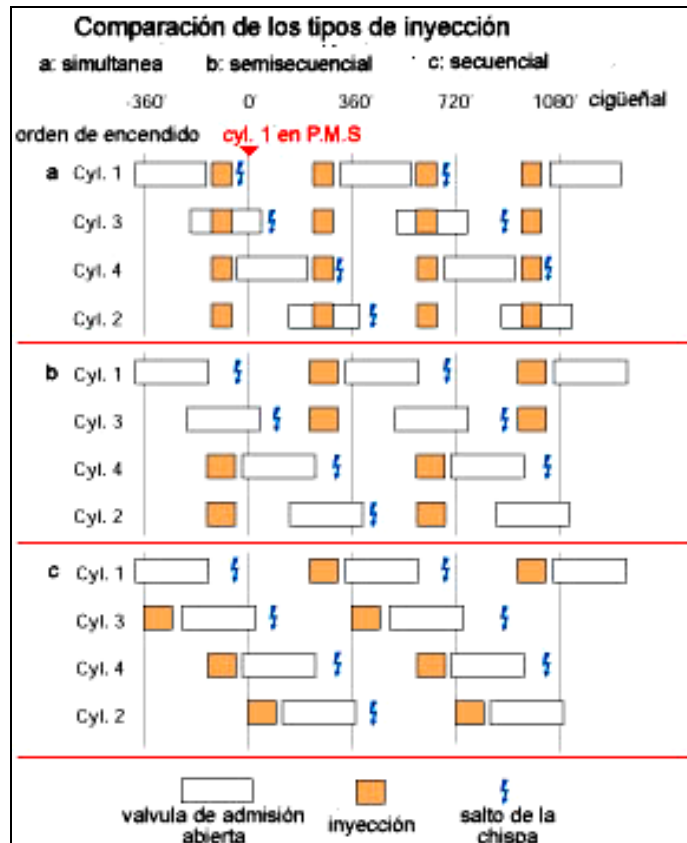 Comparación de los tipos de inyección
a: simultanea b: semisecuencial c: secuencial
-360° 0° 360° 720° 1080° cigüeñal
orden de encendido cyl. 1 en P.M.S
a Cyl. 1
Cyl. 3
Cyl. 4
Cyl. 2
b Cyl. 1
Cyl. 3
Cyl. 4
Cyl. 2
c Cyl. 1
Cyl. 3
Cyl. 4
Cyl. 2
valvula de admisión abierta
inyección
salto de la chispa